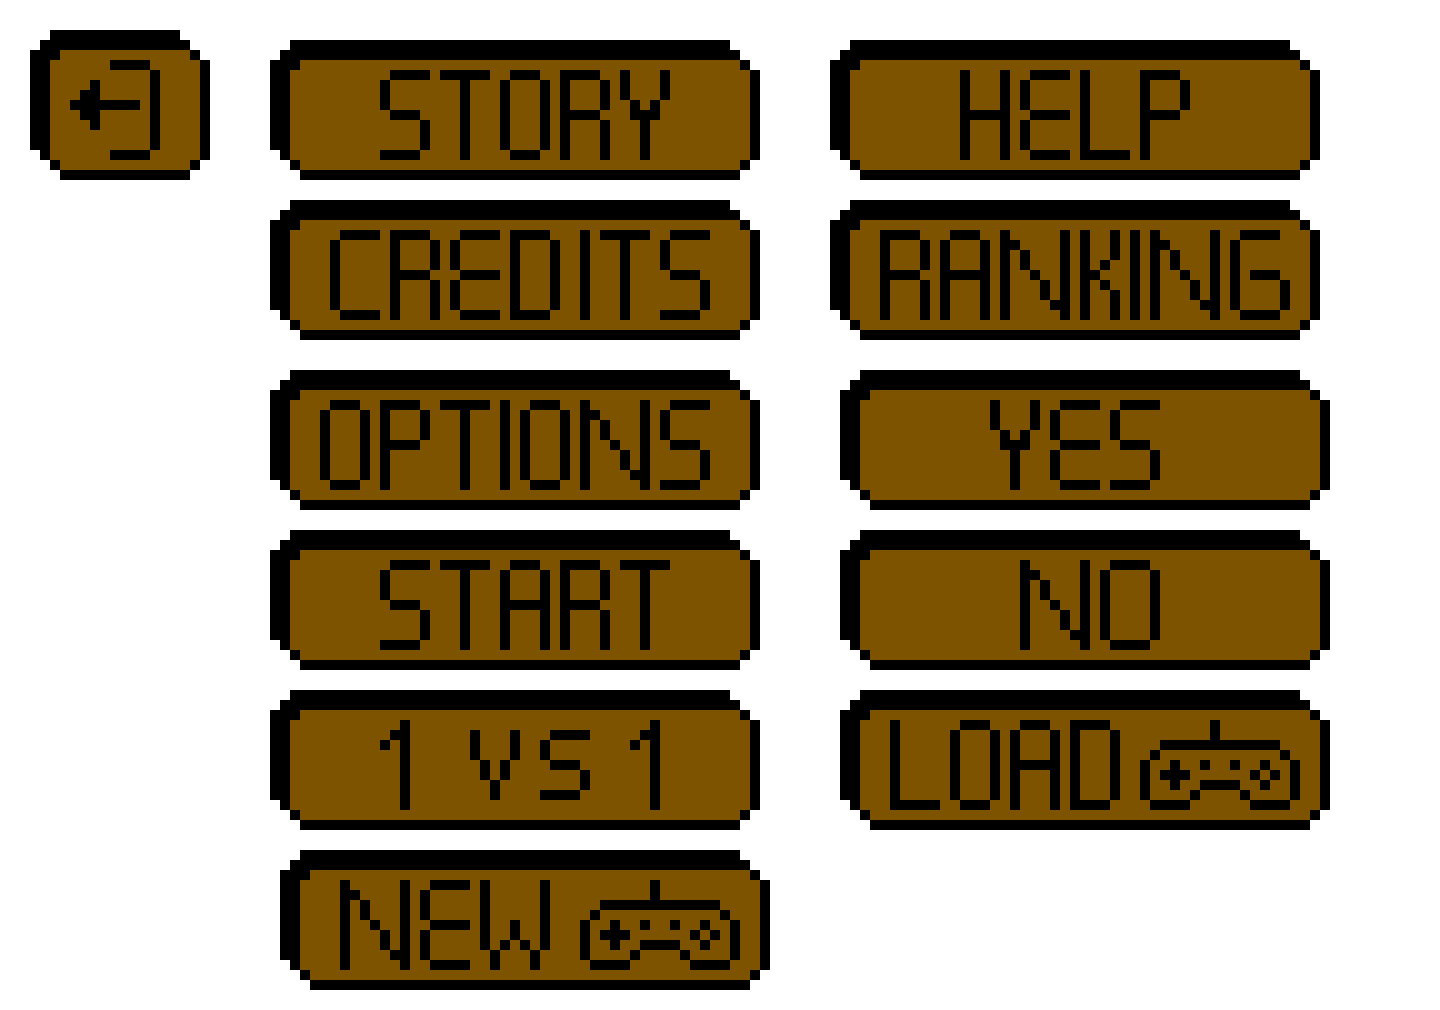 STORY
HELP
CREDITS
RANKING
OPTIONS
YES
START
NO
1 VS 1
LOAD
NEW